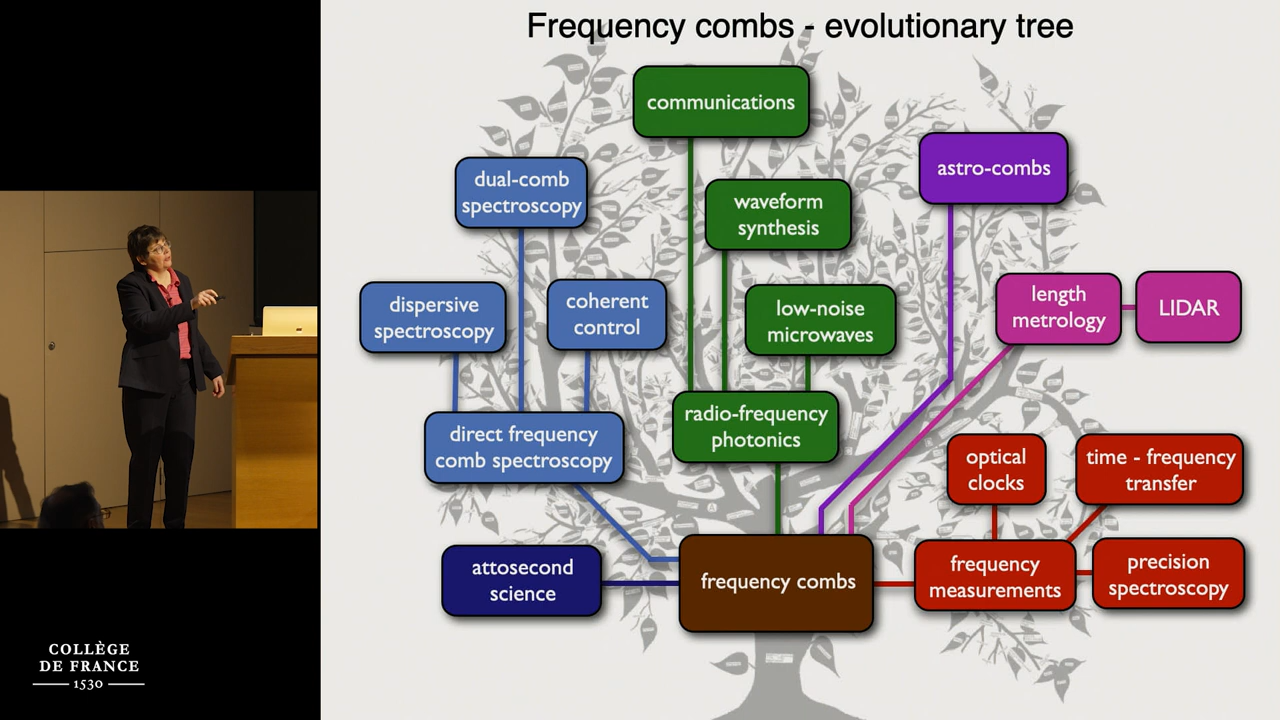 Frequency combs - evolutionary tree
communications
astro-combs
dual-comb
spectroscopy
waveform
synthesis
dispersive
spectroscopy
coherent
control
low-noise
microwaves
length
metrology
LIDAR
direct frequency
comb spectroscopy
radio-frequency
photonics
optical
clocks
time - frequency
transfer
attosecond
science
frequency combs
frequency
measurements
precision
spectroscopy
COLLÈGE
DE FRANCE
1530